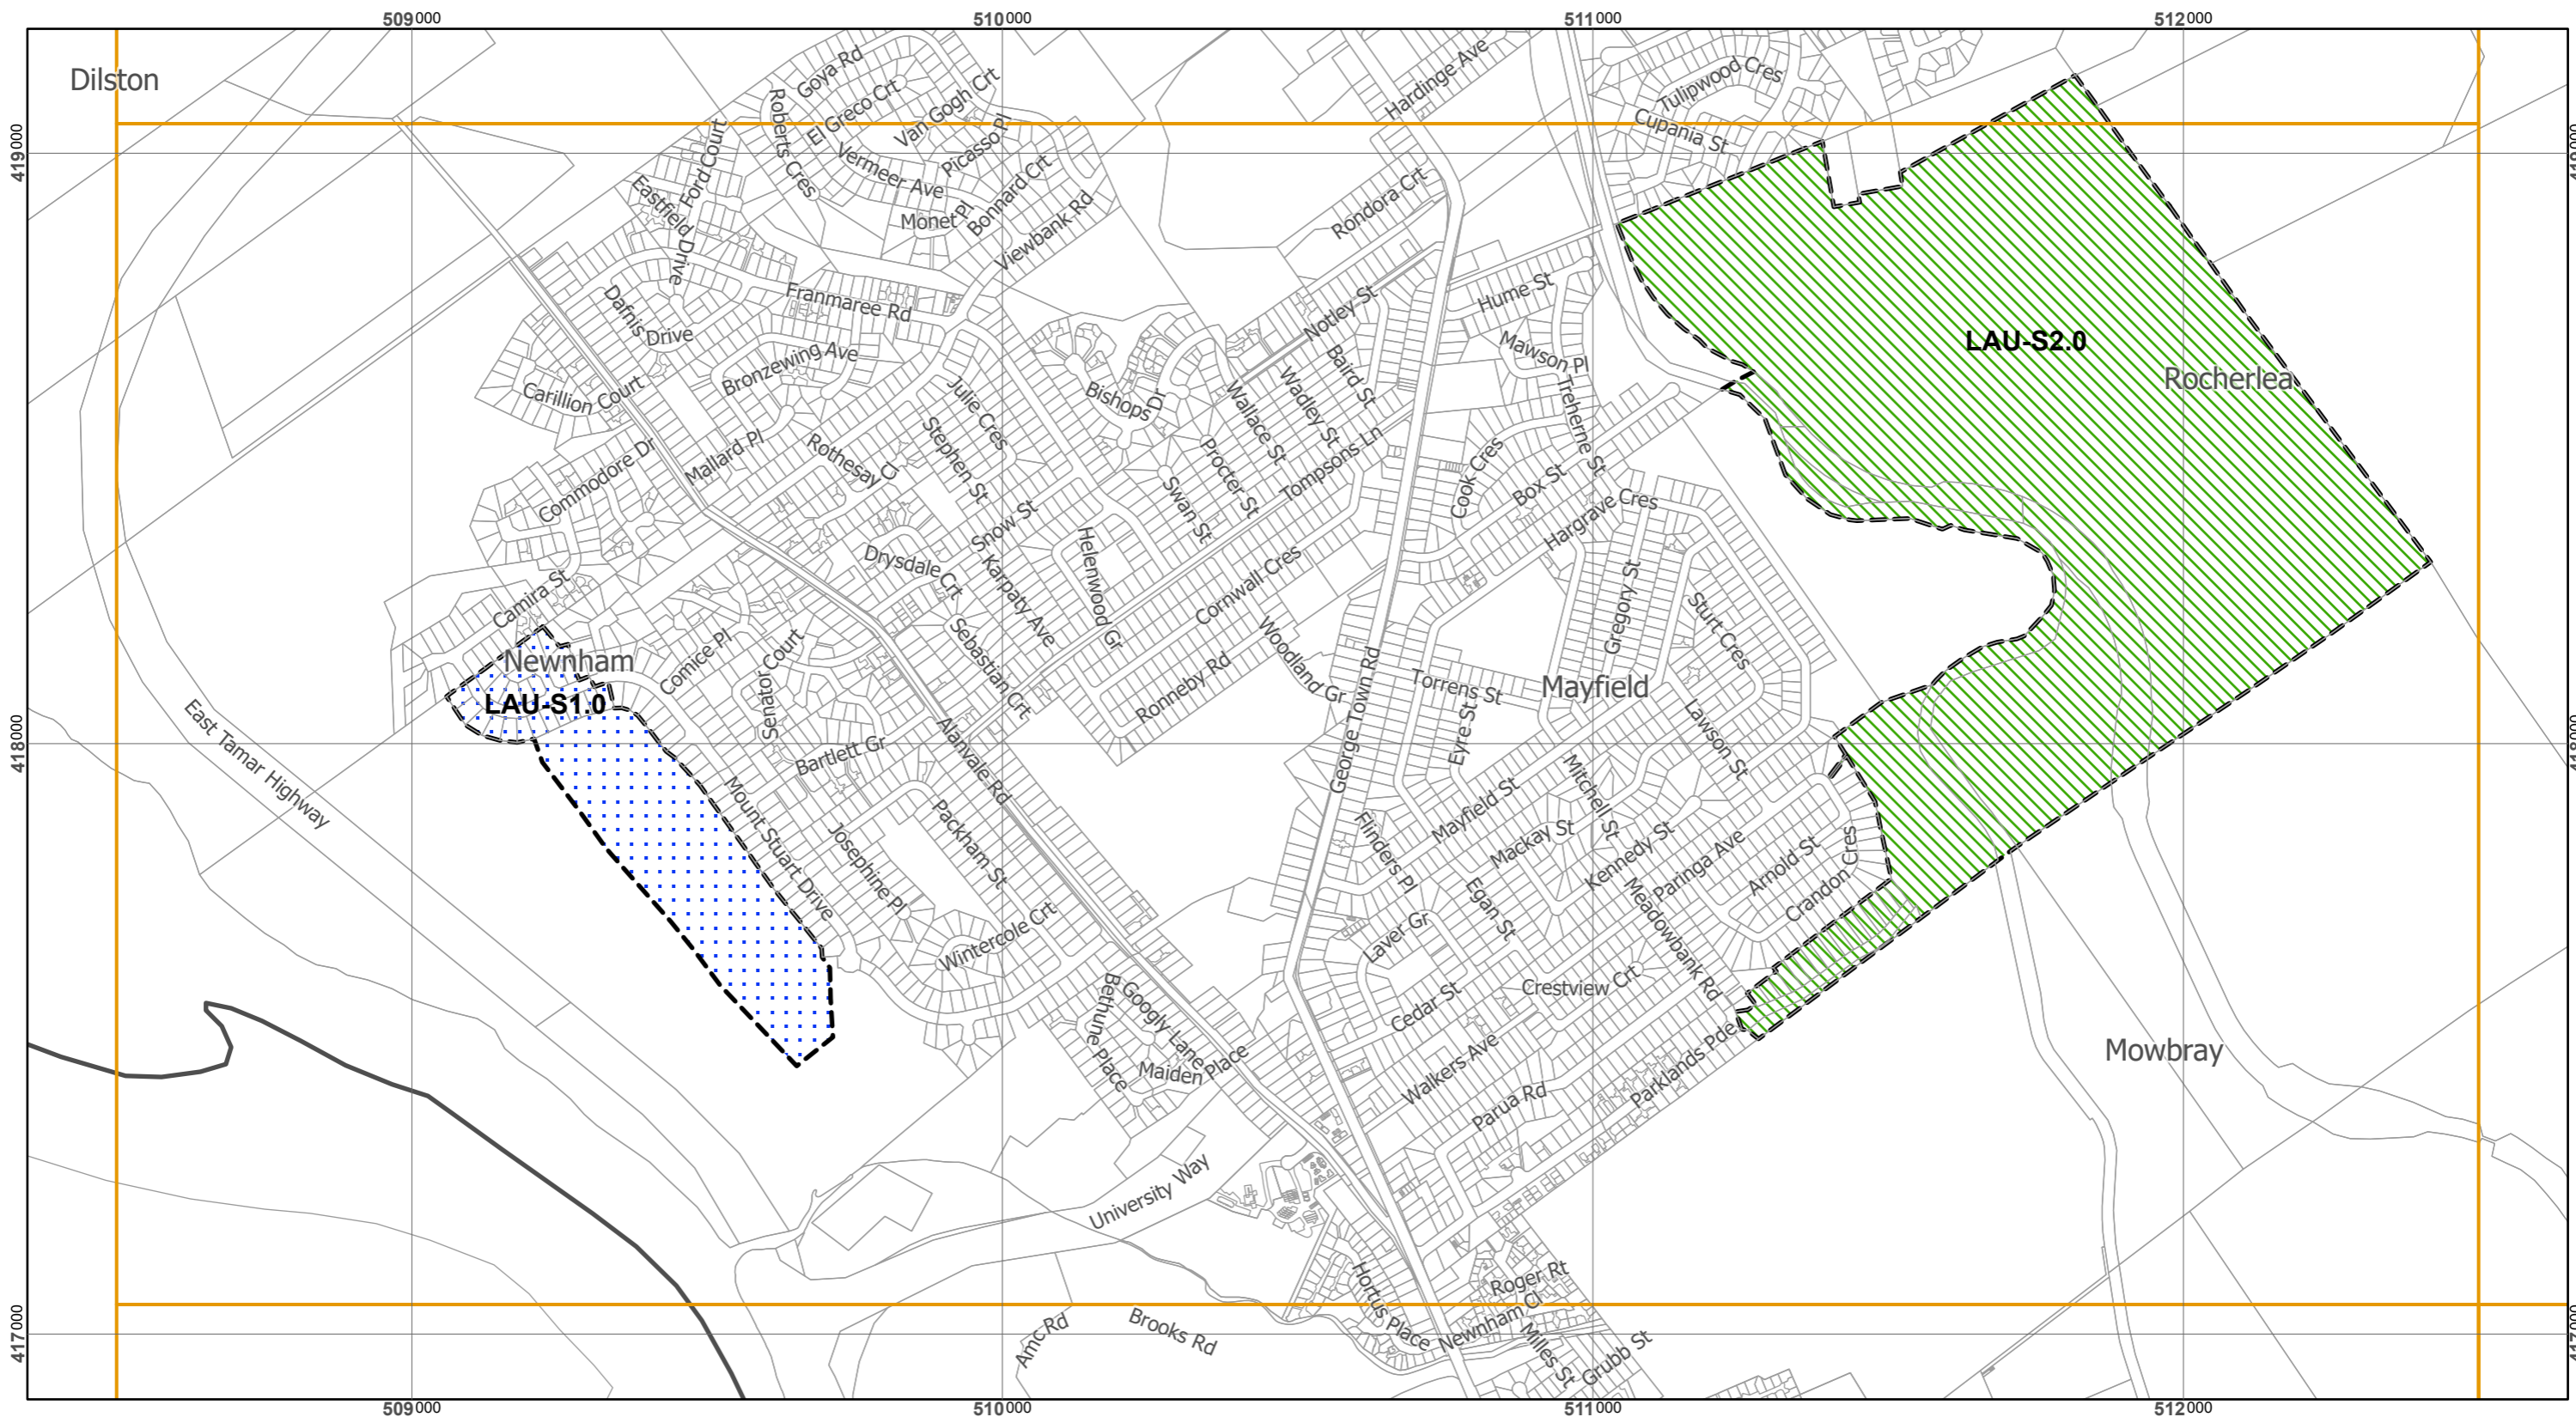 509000
510000
511000
512000
Dilston
Goya Rd
El Greco Crt
Van Gogh Crt
Roberts Cres
Vermeer Ave
Picasso Pl
Ford Court
Eastfield Drive
Monet Pl
Bonnard Crt
Viewbank Rd
Hardinge Ave
Tulipwood Cres
Cupania St
Rondora Crt
419000
Dafnis Drive
Franmaree Rd
Bronzewing Ave
Carillion Court
Mallard Pl
Commodore Dr
Rothesay Cl
Julie Cres
Stephen St
Snow St
Bishops Dr
Notley St
Baird St
Wadley St
Wallace St
Procter St
Swan St
Tompsons Ln
Hume St
Mawson Pl
Treherne St
Cook Cres
Box St
Hargrave Cres
LAU-S2.0
Rocherlea
Drysdale Crt
Karpaty Ave
Helenwood Gr
Cornwall Cres
Camira St
Newnham
LAU-S1.0
Comice Pl
Senator Court
Sebastian Crt
Ronneby Rd
Woodland Gr
George Town Rd
Torrens St
Eyre St
Gregory St
Sturt Cres
Mayfield
Lawson St
East Tamar Highway
418000
Bartlett Gr
Alanvale Rd
Mount Stuart Drive
Josephine Pl
Packham St
Wintercole Crt
Mayfield St
Mitchell St
Mackay St
Kennedy St
Flinders Pl
Paringa Ave
Arnold St
Crandon Cres
Egan St
Laver Gr
Meadowbank Rd
Crestview Crt
Cedar St
Walkers Ave
Parua Rd
Parklands Pde
Mowbray
Bethune Place
Googly Lane
Maiden Place
University Way
Hortus Place
Roger Rt
Newnham Cl
Milles St
Grubb St
Amc Rd
Brooks Rd
417000
509000
510000
511000
512000